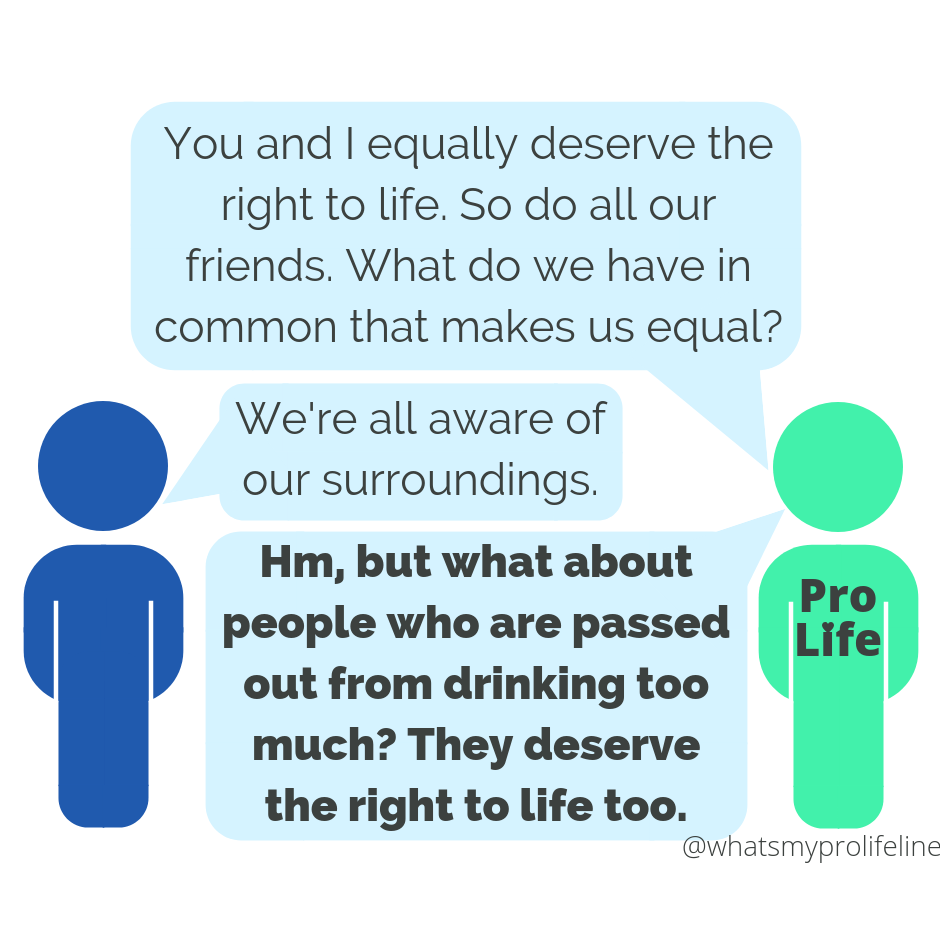 You and I equally deserve the
right to life. So do all our
friends. What do we have in
common that makes us equal?
We're all aware of
our surroundings.
Hm, but what about
people who are passed
out from drinking too
much? They deserve
the right to life too.
Pro
Life
@whatsmyprolifeline